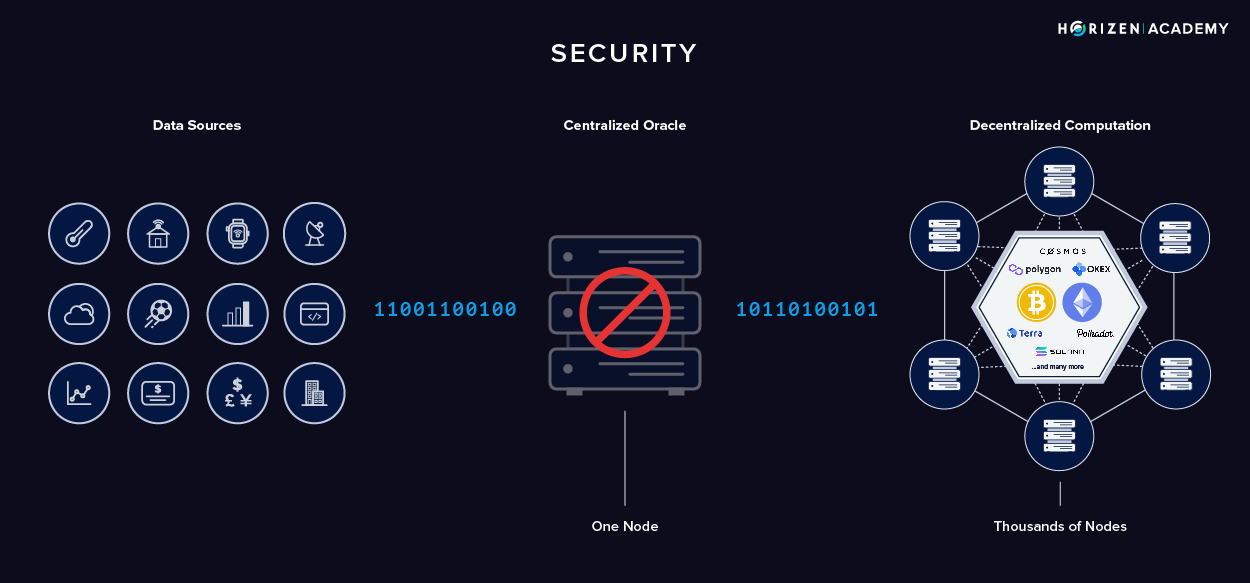 HORIZEN | ACADEMY
SECURITY
Data Sources
Centralized Oracle
Decentralized Computation
COSMOS
polygon
OKEX
11001100100
10110100101
Terra
Polkadot.
...and many more
One Node
Thousands of Nodes